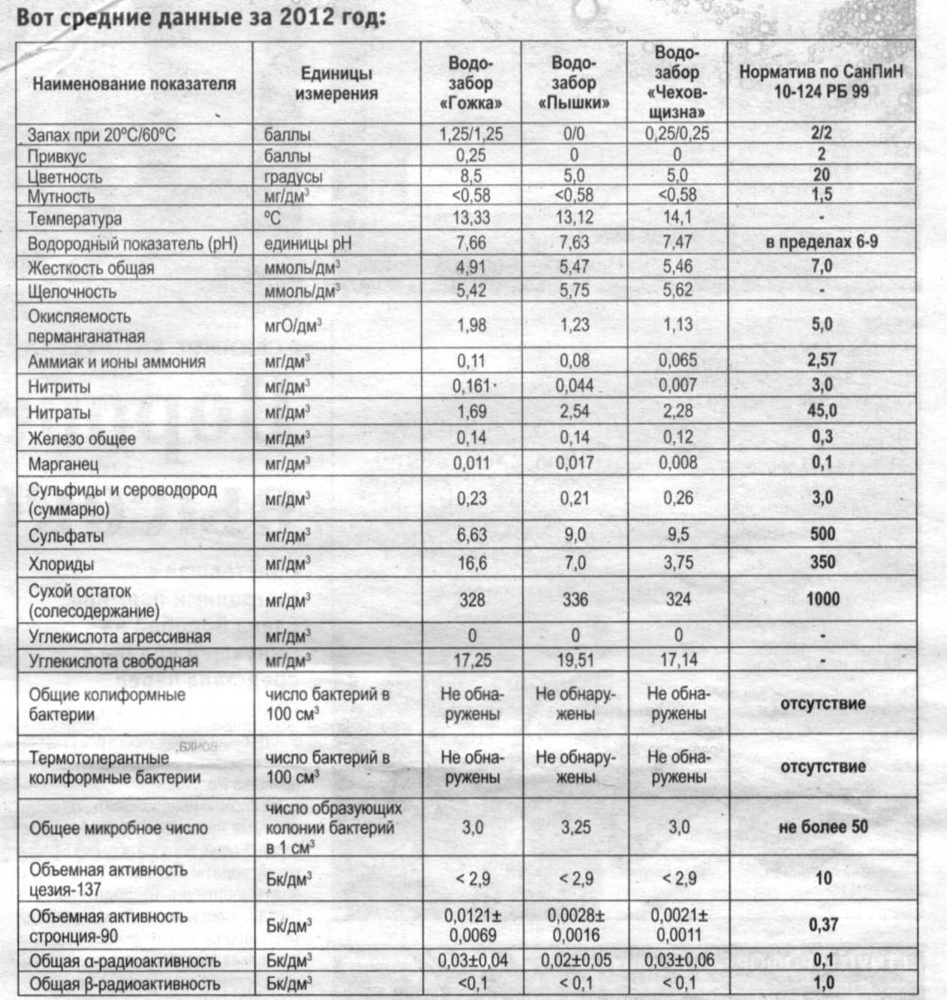 Вот средние данные за 2012 год:
Наименование показателя Единицы измерения Водо-забор «Гожка» Водо-забор «Пышки» Водо-забор «Чехов-щизна» Норматив по СанПиН 10-124 РБ 99
Запах при 20ºС/60ºС баллы 1,25/1,25 0/0 0,25/0,25 2/2
Привкус баллы 0,25 0 0 2
Цветность градусы 8,5 5,0 5,0 20
Мутность мг/дм³ <0,58 <0,58 <0,58 1,5
Температура ºС 13,33 13,12 14,1 -
Водородный показатель (рН) единицы рН 7,66 7,63 7,47 в пределах 6-9
Жесткость общая ммоль/дм³ 4,91 5,47 5,46 7,0
Щелочность ммоль/дм³ 5,42 5,75 5,62 -
Окисляемость перманганатная мгО/дм³ 1,98 1,23 1,13 5,0
Аммиак и ионы аммония мг/дм³ 0,11 0,08 0,065 2,57
Нитриты мг/дм³ 0,161 0,044 0,007 3,0
Нитраты мг/дм³ 1,69 2,54 2,28 45,0
Железо общее мг/дм³ 0,14 0,14 0,12 0,3
Марганец мг/дм³ 0,011 0,017 0,008 0,1
Сульфиды и сероводород (суммарно) мг/дм³ 0,23 0,21 0,26 3,0
Сульфаты мг/дм³ 6,63 9,0 9,5 500
Хлориды мг/дм³ 16,6 7,0 3,75 350
Сухой остаток (солесодержание) мг/дм³ 328 336 324 1000
Углекислота агрессивная мг/дм³ 0 0 0 -
Углекислота свободная мг/дм³ 17,25 19,51 17,14 -
Общие колиформные бактерии число бактерий в 100 см³ Не обна-ружены Не обнару-жены Не обна-ружены отсутствие
Термотолерантные колиформные бактерии число бактерий в 100 см³ Не обна-ружены Не обнару-жены Не обна-ружены отсутствие
Общее микробное число число образующих колонии бактерий в 1 см³ 3,0 3,25 3,0 не более 50
Объемная активность цезия-137 Бк/дм³ < 2,9 < 2,9 < 2,9 10
Объемная активность стронция-90 Бк/дм³ 0,0121± 0,0069 0,0028± 0,0016 0,0021± 0,0011 0,37
Общая α-радиоактивность Бк/дм³ 0,03±0,04 0,02±0,05 0,03±0,06 0,1
Общая β-радиоактивность Бк/дм³ <0,1 < 0,1 < 0,1 1,0